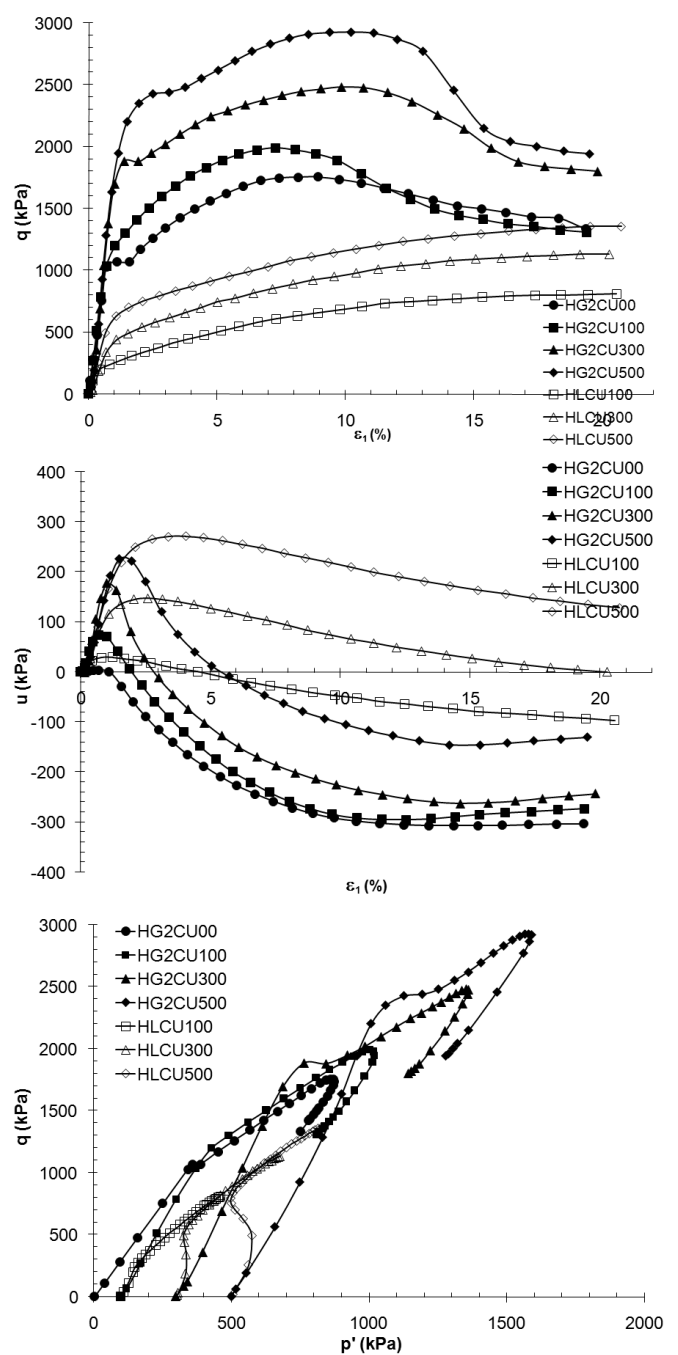 3000
2500
2000
1500
1000
500
0
q (kPa)
0 5 10 15 20
ε1 (%)
HG2CU00
HG2CU100
HG2CU300
HG2CU500
HLCU100
HLCU300
HLCU500
400
300
200
100
0
-100
-200
-300
-400
u (kPa)
0 5 10 15 20
ε1 (%)
HG2CU00
HG2CU100
HG2CU300
HG2CU500
HLCU100
HLCU300
HLCU500
3000
2500
2000
1500
1000
500
0
q (kPa)
HG2CU00
HG2CU100
HG2CU300
HG2CU500
HLCU100
HLCU300
HLCU500
0 500 1000 1500 2000
p' (kPa)